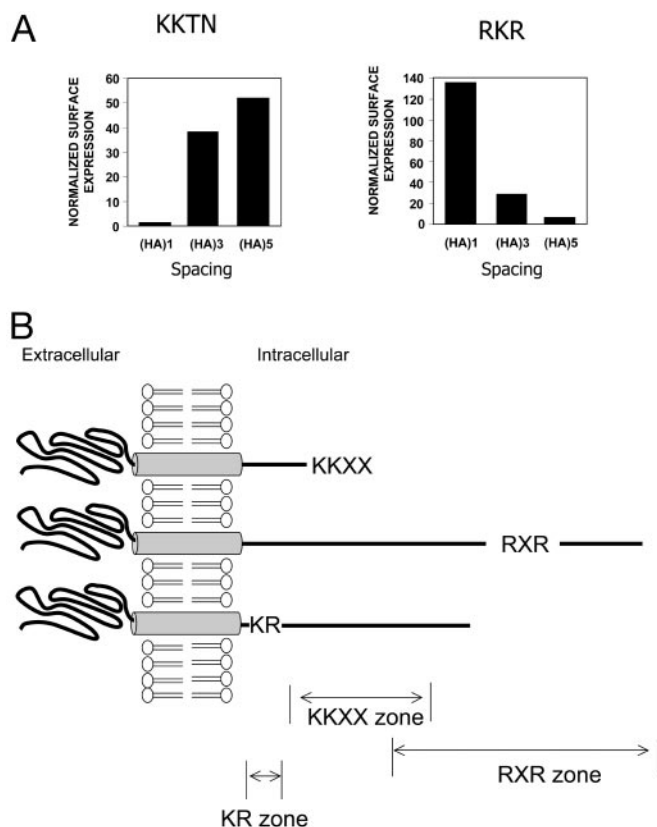 A
KKTN
RKR
NORMALIZED SURFACE
EXPRESSION
60
50
40
30
20
10
0
(HA)1 (HA)3 (HA)5
Spacing
NORMALIZED SURFACE
EXPRESSION
140
120
100
80
60
40
20
0
(HA)1 (HA)3 (HA)5
Spacing
B
Extracellular
Intracellular
KKXX
RXR
KR
KKXX zone
RXR zone
KR zone